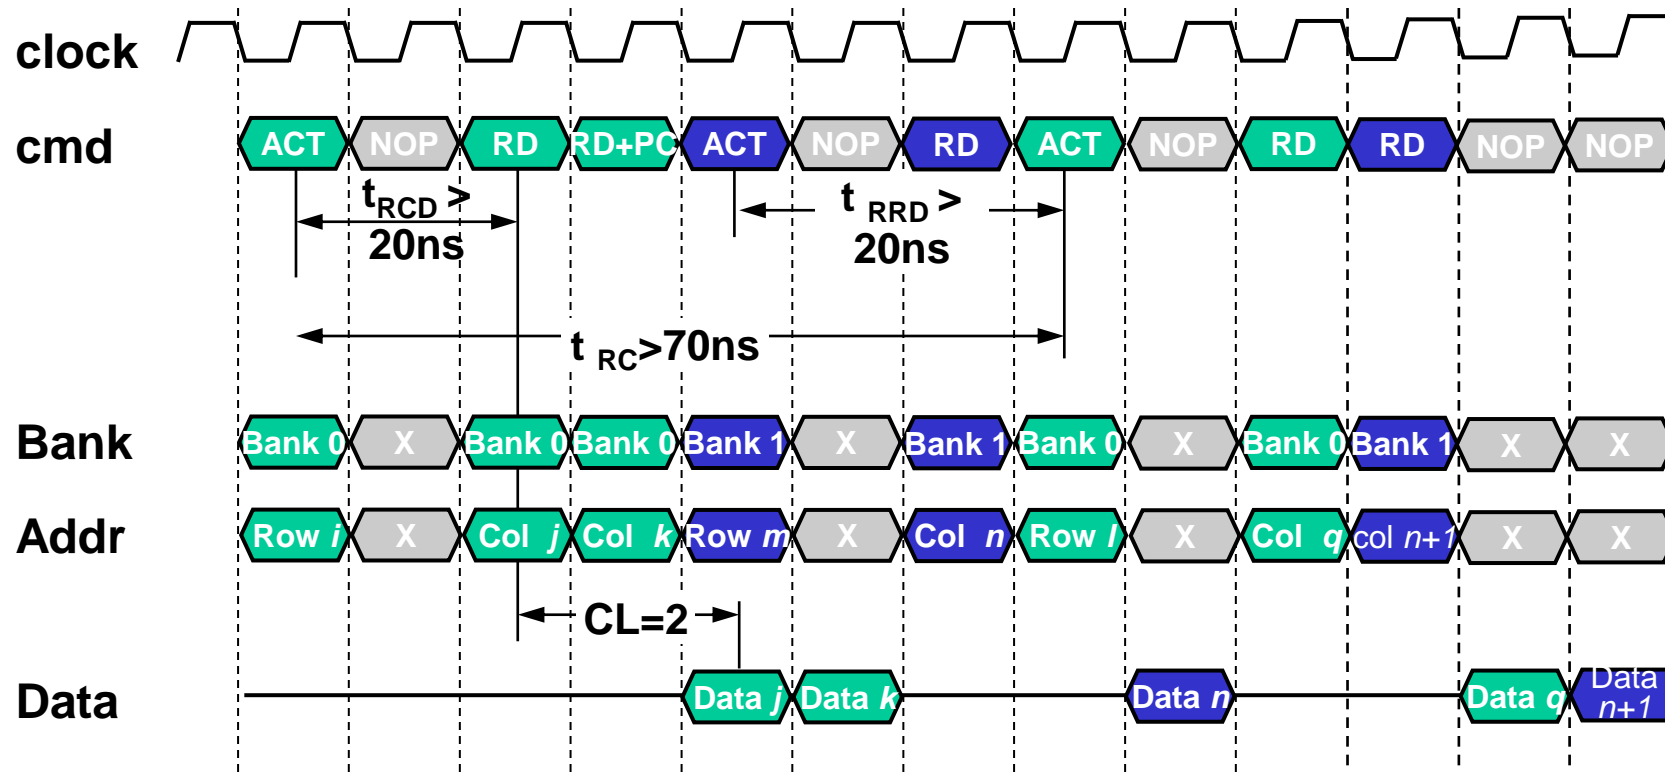 clock
cmd ACT NOP RD RD+PC ACT NOP RD ACT NOP RD RD NOP NOP
tRCD >
20ns
t RRD >
20ns
t RC>70ns
Bank Bank 0 X Bank 0 Bank 0 Bank 1 X Bank 1 Bank 0 X Bank 0 Bank 1 X X
Addr Row i X Col j Col k Row m X Col n Row l X Col q col n+1 X X
CL=2
Data Data j Data k Data n Data q Data
n+1